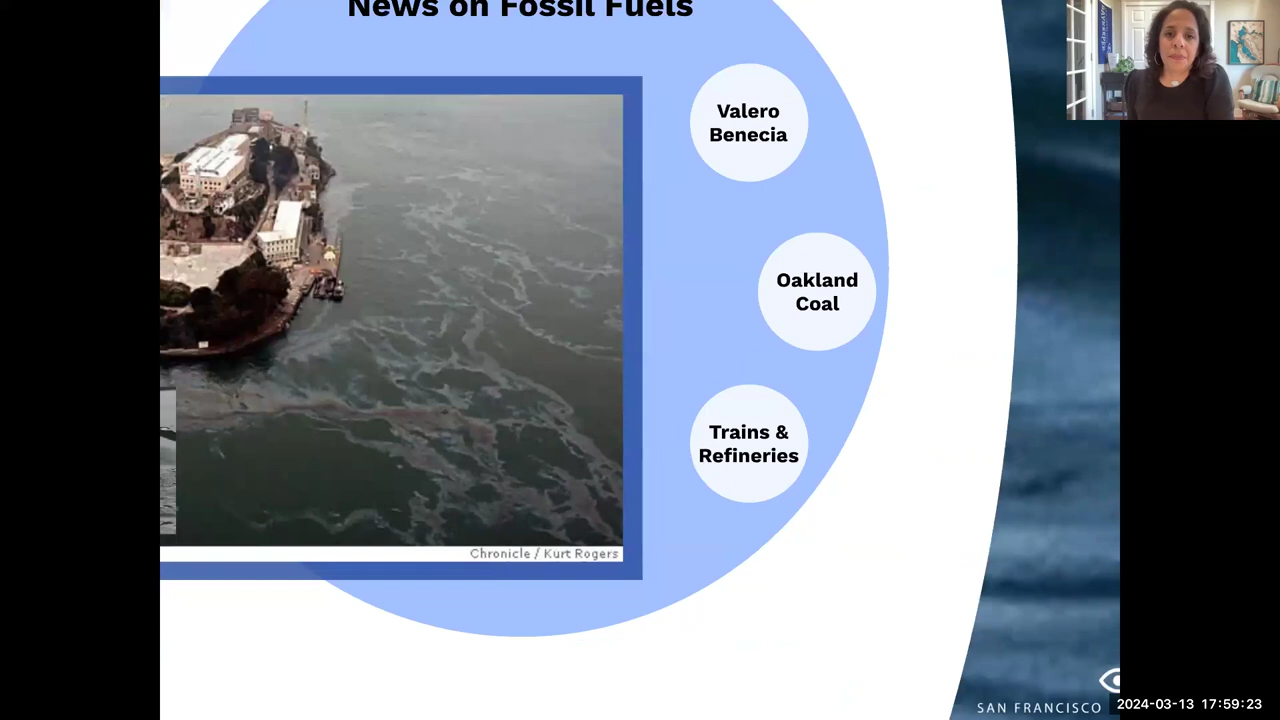 News on Fossil Fuels
Valero
Benecia
Oakland
Coal
Trains &
Refineries
Chronicle / Kurt Rogers
SAN FRANCISCO
2024-03-13 17:59:23